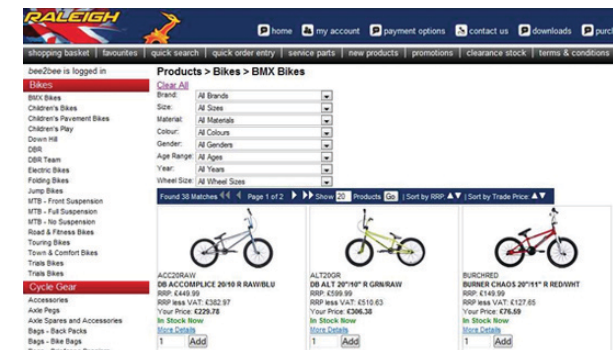 RALEIGH
home my account payment options contact us downloads purc
shopping basket | favourites | quick search | quick order entry | service parts | new products | promotions | clearance stock | terms & conditions
bee2bee is logged in
Products > Bikes > BMX Bikes
Bikes
BMX Bikes
Children's Bikes
Children's Pavement Bikes
Children's Play
Down Hill
DBR
DBR Team
Electric Bikes
Folding Bikes
Jump Bikes
MTB - Front Suspension
MTB - Full Suspension
MTB - No Suspension
Road & Fitness Bikes
Touring Bikes
Town & Comfort Bikes
Trials Bikes
Trials Bikes
Cycle Gear
Accessories
Axle Pegs
Axle Spares and Accessories
Bags - Back Packs
Bags - Bike Bags
Clear All
Brand: All Brands
Size: All Sizes
Material: All Materials
Colour: All Colours
Gender: All Genders
Age Range: All Ages
Year: All Years
Wheel Size: All Wheel Sizes
Found 38 Matches Page 1 of 2 Show 20 Products Go | Sort by RRP: ▲▼ | Sort by Trade Price: ▲▼
ACC20RAW
DB ACCOMPLICE 20/10 R RAW/BLU
RRP: £449.99
RRP less VAT: £382.97
Your Price: £229.78
In Stock Now
More Details
1 Add
ALT20GR
DB ALT 20"/10" R GRN/RAW
RRP: £599.99
RRP less VAT: £510.63
Your Price: £306.38
In Stock Now
More Details
1 Add
BURCHRED
BURNER CHAOS 20"/11" R RED/WHT
RRP: £149.99
RRP less VAT: £127.65
Your Price: £76.59
In Stock Now
More Details
1 Add